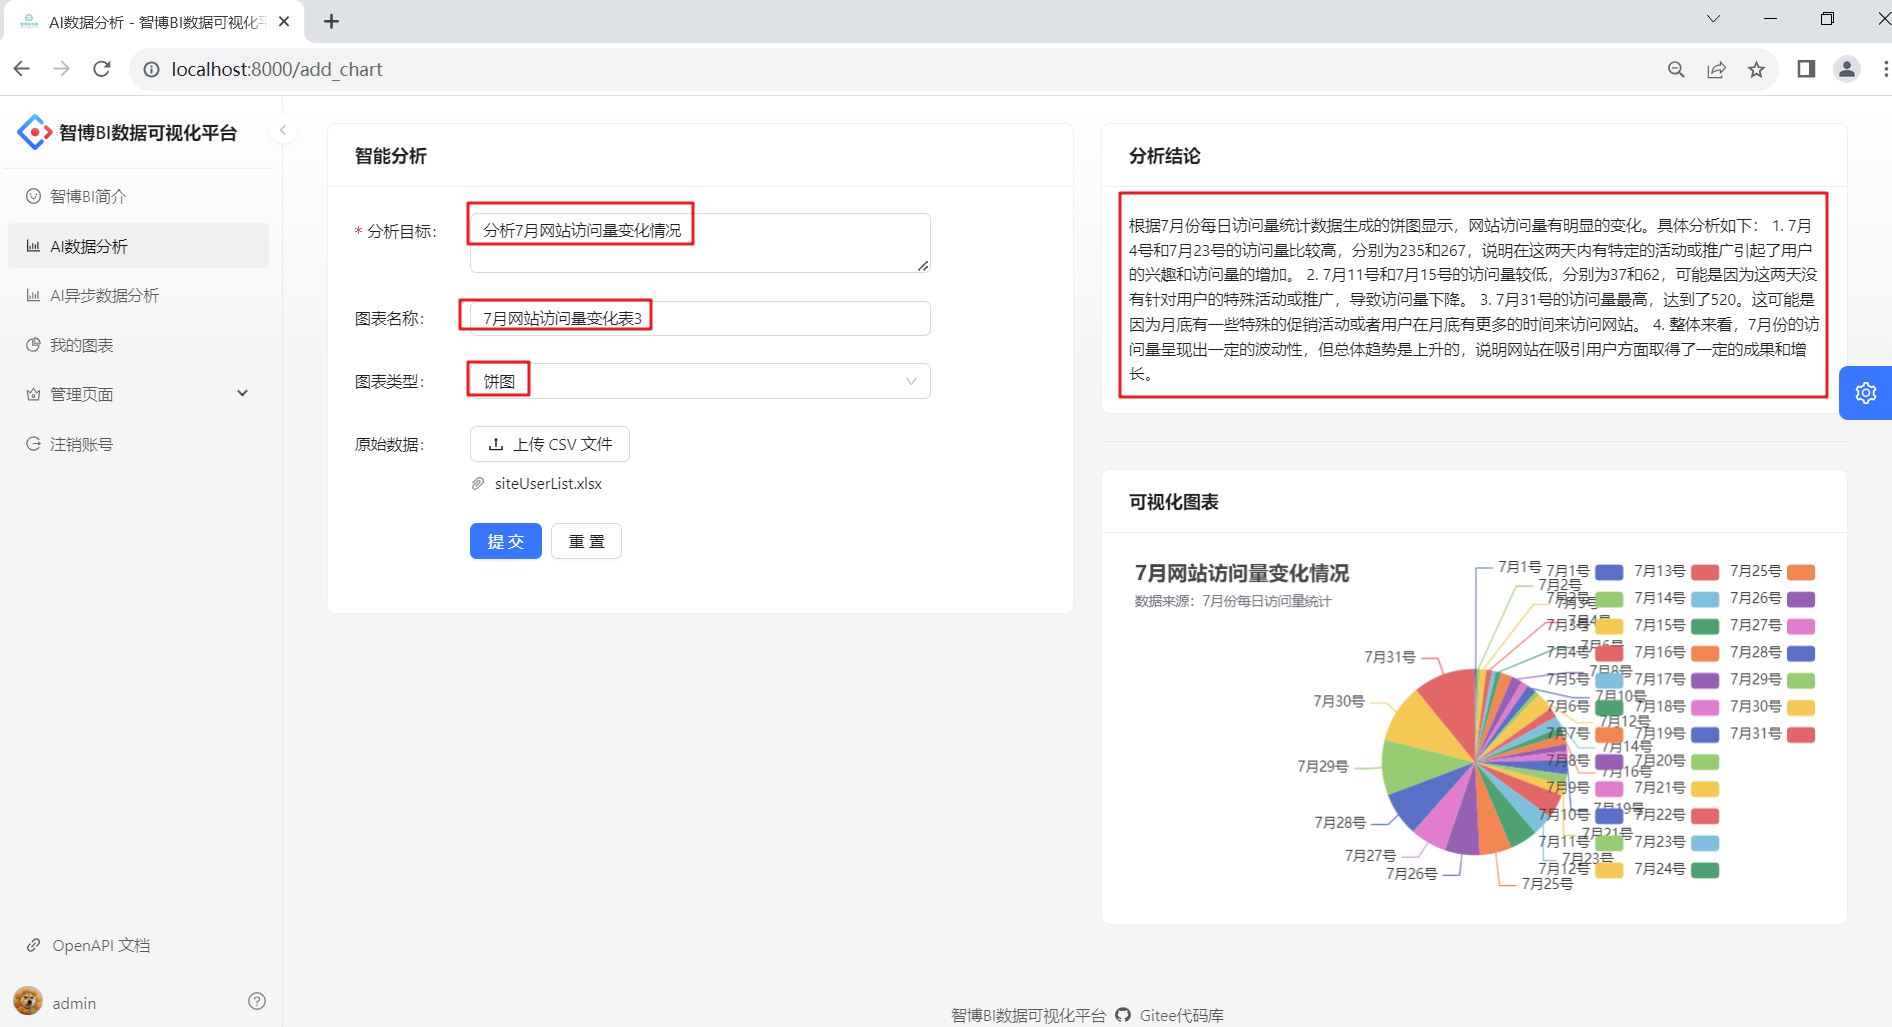 AI数据分析 - 智博BI数据可视化平
localhost:8000/add_chart
智博BI数据可视化平台
智博BI简介
AI数据分析
AI异步数据分析
我的图表
管理页面
注销账号
OpenAPI 文档
admin
智能分析
* 分析目标:
分析7月网站访问量变化情况
图表名称:
7月网站访问量变化表3
图表类型:
饼图
原始数据:
上传 CSV 文件
siteUserList.xlsx
提 交
重 置
分析结论
根据7月份每日访问量统计数据生成的饼图显示，网站访问量有明显的变化。具体分析如下： 1. 7月
4号和7月23号的访问量比较高，分别为235和267，说明在这两天内有特定的活动或推广引起了用户
的兴趣和访问量的增加。 2. 7月11号和7月15号的访问量较低，分别为37和62，可能是因为这两天没
有针对用户的特殊活动或推广，导致访问量下降。 3. 7月31号的访问量最高，达到了520。这可能是
因为月底有一些特殊的促销活动或者用户在月底有更多的时间来访问网站。 4. 整体来看，7月份的访
问量呈现出一定的波动性，但总体趋势是上升的，说明网站在吸引用户方面取得了一定的成果和增
长。
可视化图表
7月网站访问量变化情况
数据来源：7月份每日访问量统计
7月1号
7月2号
7月3号
7月4号
7月6号
7月8号
7月10号
7月12号
7月14号
7月16号
7月19号
7月21号
7月23号
7月25号
7月26号
7月27号
7月28号
7月29号
7月30号
7月31号
7月1号
7月2号
7月3号
7月4号
7月5号
7月6号
7月7号
7月8号
7月9号
7月10号
7月11号
7月12号
7月13号
7月14号
7月15号
7月16号
7月17号
7月18号
7月19号
7月20号
7月21号
7月22号
7月23号
7月24号
7月25号
7月26号
7月27号
7月28号
7月29号
7月30号
7月31号
智博BI数据可视化平台 Gitee代码库